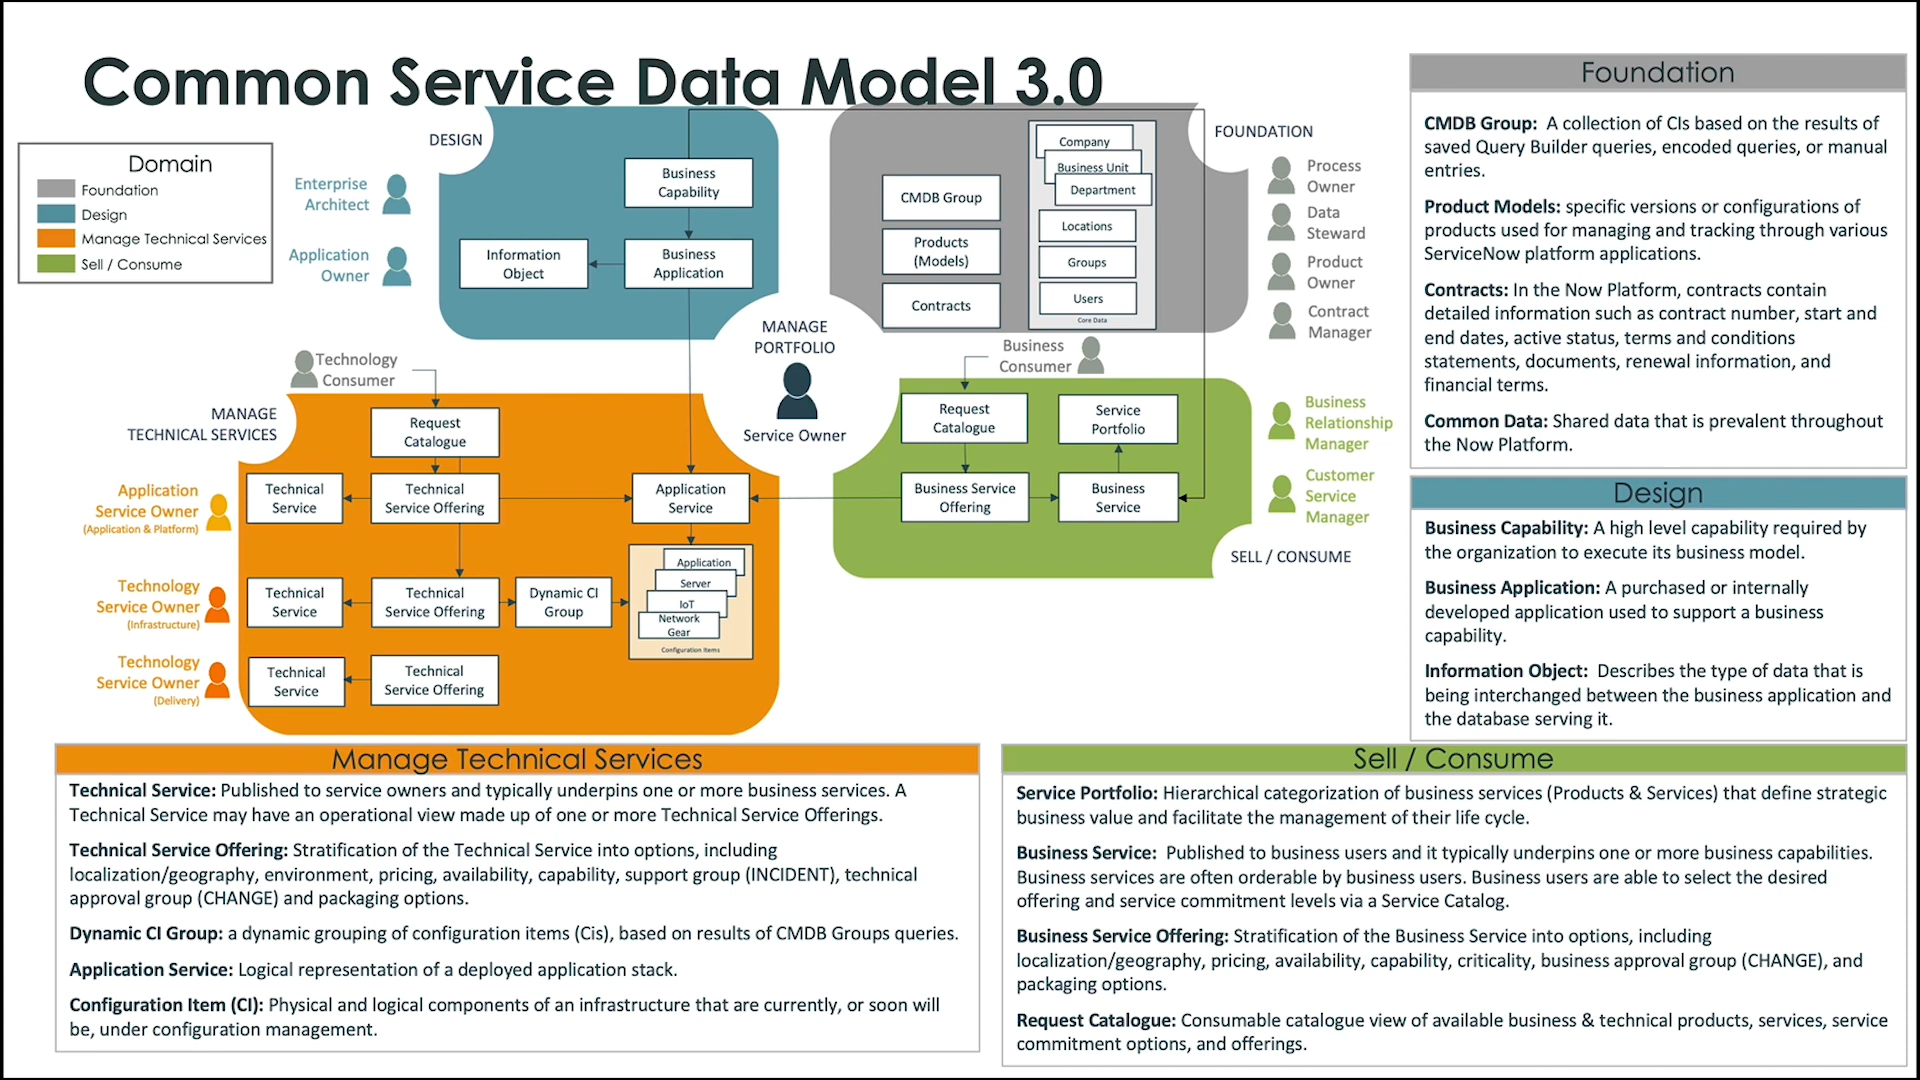 Common Service Data Model 3.0
Domain
Foundation
Design
Manage Technical Services
Sell / Consume
DESIGN
Enterprise
Architect
Application
Owner
Business
Capability
Information
Object
Business
Application
FOUNDATION
CMDB Group
Products
(Models)
Contracts
Company
Business Unit
Department
Locations
Groups
Users
Core Data
Process
Owner
Data
Steward
Product
Owner
Contract
Manager
MANAGE
PORTFOLIO
Service Owner
Technology
Consumer
Business
Consumer
MANAGE
TECHNICAL SERVICES
Request
Catalogue
Application
Service Owner
(Application & Platform)
Technical
Service
Technical
Service Offering
Application
Service
Technology
Service Owner
(Infrastructure)
Technical
Service
Technical
Service Offering
Dynamic CI
Group
Application
Server
IoT
Network
Gear
Configuration Items
Technology
Service Owner
(Delivery)
Technical
Service
Technical
Service Offering
Request
Catalogue
Service
Portfolio
Business Service
Offering
Business
Service
Business
Relationship
Manager
Customer
Service
Manager
SELL / CONSUME
Foundation
CMDB Group: A collection of CIs based on the results of
saved Query Builder queries, encoded queries, or manual
entries.
Product Models: specific versions or configurations of
products used for managing and tracking through various
ServiceNow platform applications.
Contracts: In the Now Platform, contracts contain
detailed information such as contract number, start and
end dates, active status, terms and conditions
statements, documents, renewal information, and
financial terms.
Common Data: Shared data that is prevalent throughout
the Now Platform.
Design
Business Capability: A high level capability required by
the organization to execute its business model.
Business Application: A purchased or internally
developed application used to support a business
capability.
Information Object: Describes the type of data that is
being interchanged between the business application and
the database serving it.
Manage Technical Services
Technical Service: Published to service owners and typically underpins one or more business services. A
Technical Service may have an operational view made up of one or more Technical Service Offerings.
Technical Service Offering: Stratification of the Technical Service into options, including
localization/geography, environment, pricing, availability, capability, support group (INCIDENT), technical
approval group (CHANGE) and packaging options.
Dynamic CI Group: a dynamic grouping of configuration items (Cis), based on results of CMDB Groups queries.
Application Service: Logical representation of a deployed application stack.
Configuration Item (CI): Physical and logical components of an infrastructure that are currently, or soon will
be, under configuration management.
Sell / Consume
Service Portfolio: Hierarchical categorization of business services (Products & Services) that define strategic
business value and facilitate the management of their life cycle.
Business Service: Published to business users and it typically underpins one or more business capabilities.
Business services are often orderable by business users. Business users are able to select the desired
offering and service commitment levels via a Service Catalog.
Business Service Offering: Stratification of the Business Service into options, including
localization/geography, pricing, availability, capability, criticality, business approval group (CHANGE), and
packaging options.
Request Catalogue: Consumable catalogue view of available business & technical products, services, service
commitment options, and offerings.